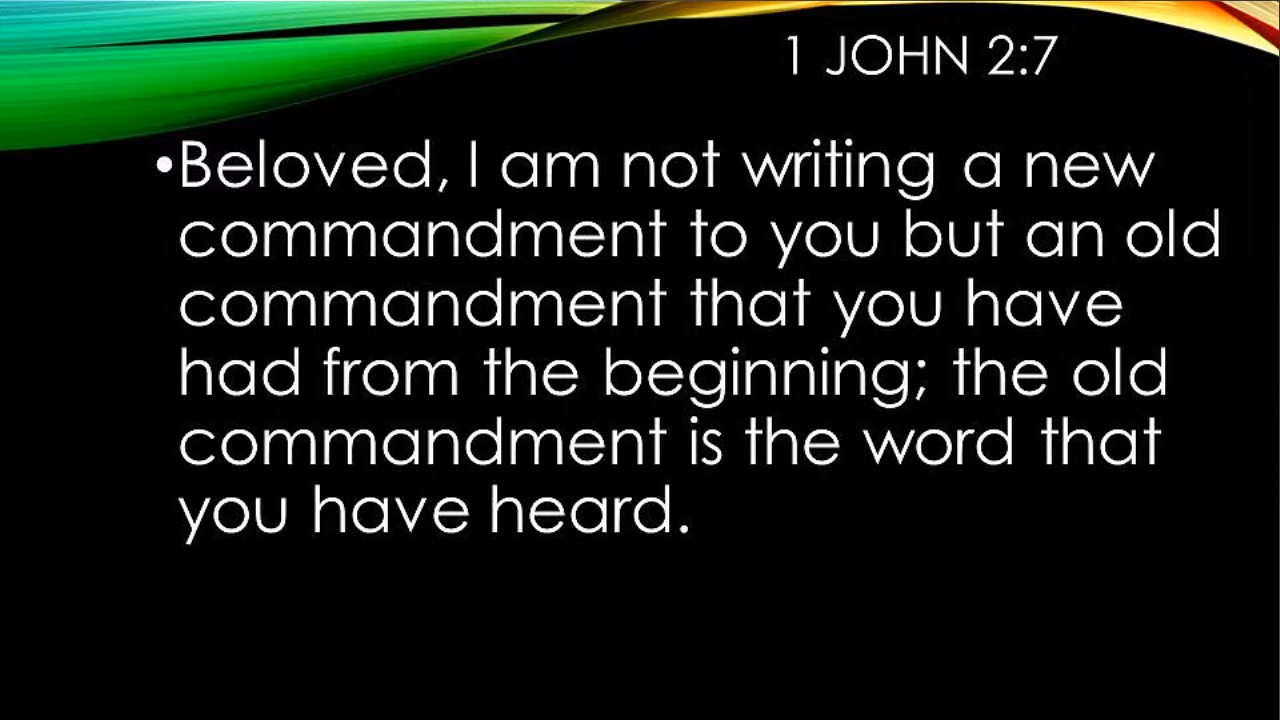 1 JOHN 2:7
•Beloved, I am not writing a new
commandment to you but an old
commandment that you have
had from the beginning; the old
commandment is the word that
you have heard.